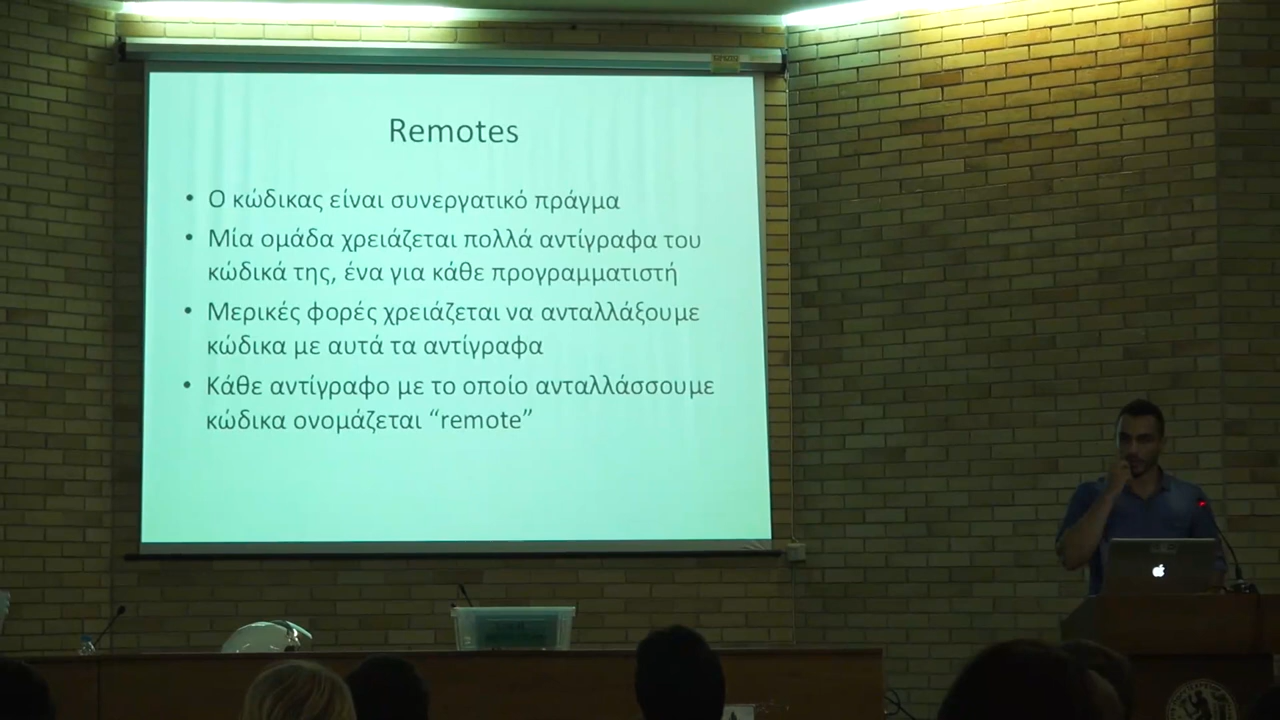 Remotes
• Ο κώδικας είναι συνεργατικό πράγμα
• Μία ομάδα χρειάζεται πολλά αντίγραφα του
κώδικά της, ένα για κάθε προγραμματιστή
• Μερικές φορές χρειάζεται να ανταλλάξουμε
κώδικα με αυτά τα αντίγραφα
• Κάθε αντίγραφο με το οποίο ανταλλάσσουμε
κώδικα ονομάζεται “remote”